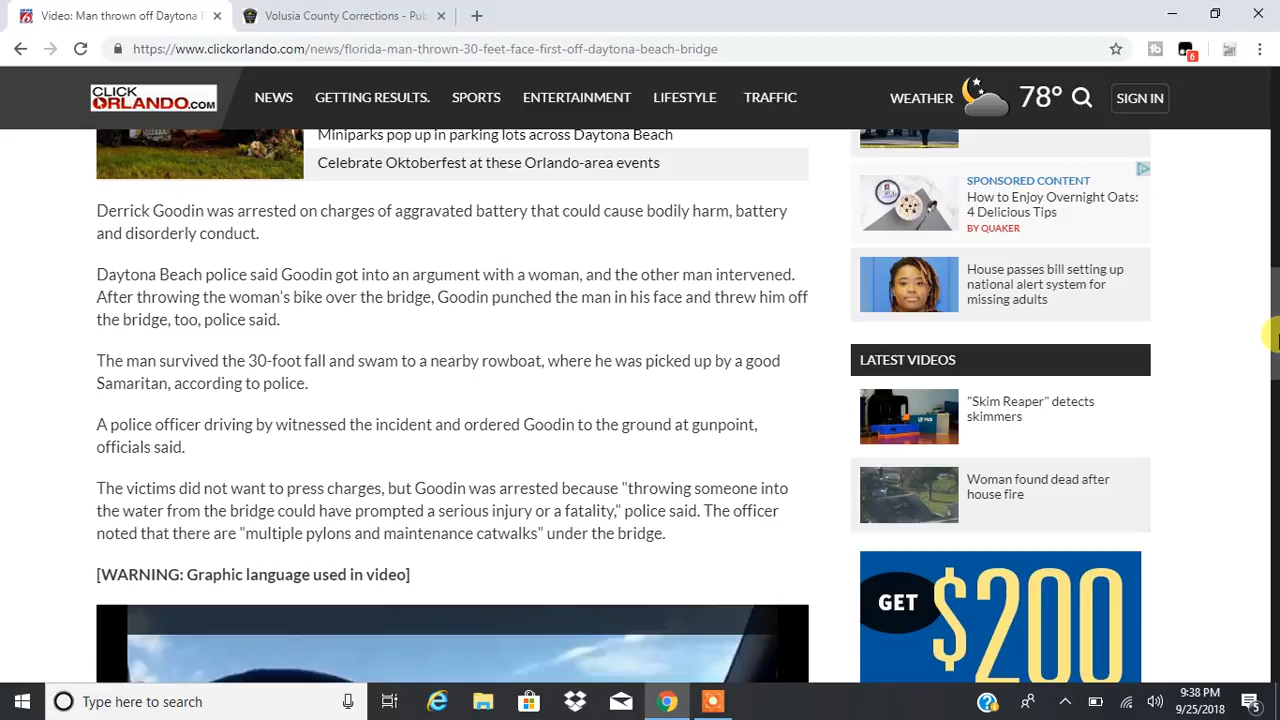 Video: Man thrown off Daytona B
Volusia County Corrections - Pub
https://www.clickorlando.com/news/florida-man-thrown-30-feet-face-first-off-daytona-beach-bridge
6
CLICK
ORLANDO.COM
NEWS
GETTING RESULTS.
SPORTS
ENTERTAINMENT
LIFESTYLE
TRAFFIC
WEATHER
78°
SIGN IN
Miniparks pop up in parking lots across Daytona Beach
Celebrate Oktoberfest at these Orlando-area events
Derrick Goodin was arrested on charges of aggravated battery that could cause bodily harm, battery
and disorderly conduct.
Daytona Beach police said Goodin got into an argument with a woman, and the other man intervened.
After throwing the woman's bike over the bridge, Goodin punched the man in his face and threw him off
the bridge, too, police said.
The man survived the 30-foot fall and swam to a nearby rowboat, where he was picked up by a good
Samaritan, according to police.
A police officer driving by witnessed the incident and ordered Goodin to the ground at gunpoint,
officials said.
The victims did not want to press charges, but Goodin was arrested because "throwing someone into
the water from the bridge could have prompted a serious injury or a fatality," police said. The officer
noted that there are "multiple pylons and maintenance catwalks" under the bridge.
[WARNING: Graphic language used in video]
SPONSORED CONTENT
How to Enjoy Overnight Oats:
4 Delicious Tips
BY QUAKER
House passes bill setting up
national alert system for
missing adults
LATEST VIDEOS
"Skim Reaper" detects
skimmers
Woman found dead after
house fire
GET
$200
Type here to search
9:38 PM
9/25/2018
5